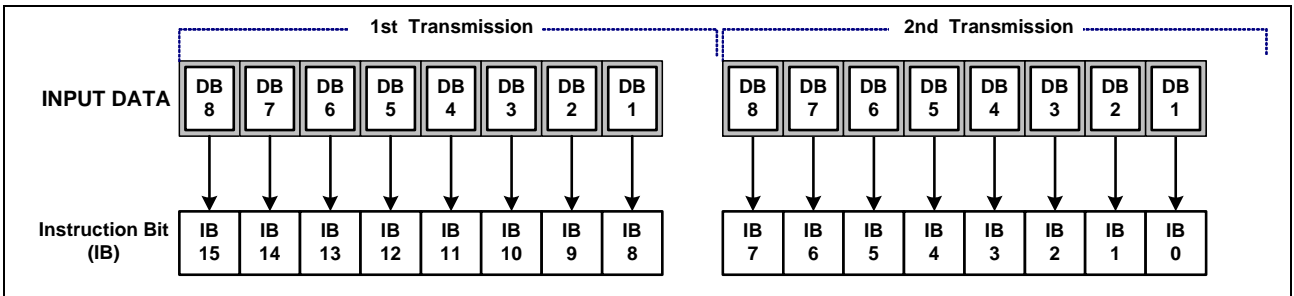 1st Transmission 2nd Transmission
INPUT DATA DB 8 DB 7 DB 6 DB 5 DB 4 DB 3 DB 2 DB 1 DB 8 DB 7 DB 6 DB 5 DB 4 DB 3 DB 2 DB 1
Instruction Bit (IB) IB 15 IB 14 IB 13 IB 12 IB 11 IB 10 IB 9 IB 8 IB 7 IB 6 IB 5 IB 4 IB 3 IB 2 IB 1 IB 0